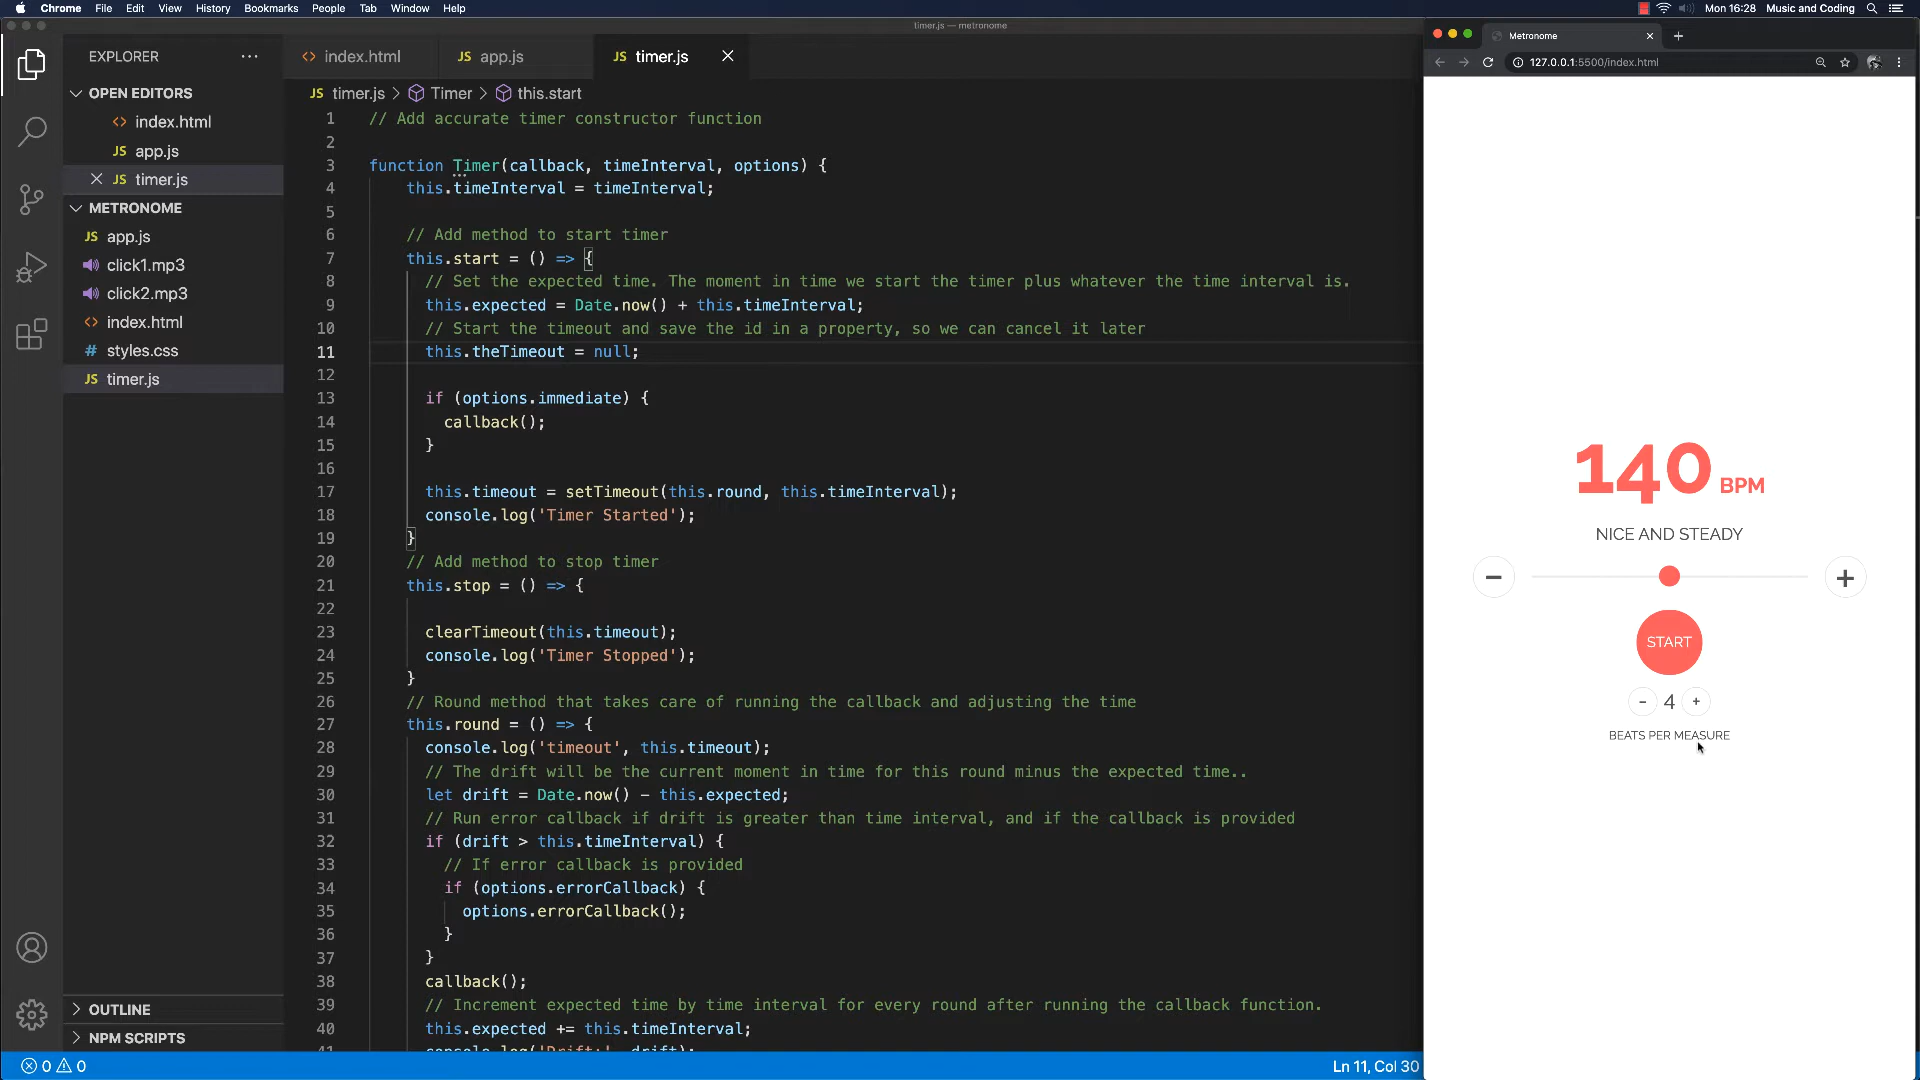 Chrome File Edit View History Bookmarks People Tab Window Help
Mon 16:28 Music and Coding
timer.js — metronome
EXPLORER
OPEN EDITORS
<> index.html
JS app.js
JS timer.js
METRONOME
JS app.js
click1.mp3
click2.mp3
<> index.html
# styles.css
JS timer.js
OUTLINE
NPM SCRIPTS
<> index.html JS app.js JS timer.js
JS timer.js > Timer > this.start
1 // Add accurate timer constructor function
2
3 function Timer(callback, timeInterval, options) {
4 this.timeInterval = timeInterval;
5
6 // Add method to start timer
7 this.start = () => {
8 // Set the expected time. The moment in time we start the timer plus whatever the time interval is.
9 this.expected = Date.now() + this.timeInterval;
10 // Start the timeout and save the id in a property, so we can cancel it later
11 this.theTimeout = null;
12
13 if (options.immediate) {
14 callback();
15 }
16
17 this.timeout = setTimeout(this.round, this.timeInterval);
18 console.log('Timer Started');
19 }
20 // Add method to stop timer
21 this.stop = () => {
22
23 clearTimeout(this.timeout);
24 console.log('Timer Stopped');
25 }
26 // Round method that takes care of running the callback and adjusting the time
27 this.round = () => {
28 console.log('timeout', this.timeout);
29 // The drift will be the current moment in time for this round minus the expected time..
30 let drift = Date.now() - this.expected;
31 // Run error callback if drift is greater than time interval, and if the callback is provided
32 if (drift > this.timeInterval) {
33 // If error callback is provided
34 if (options.errorCallback) {
35 options.errorCallback();
36 }
37 }
38 callback();
39 // Increment expected time by time interval for every round after running the callback function.
40 this.expected += this.timeInterval;
41 console.log('Drift:', drift);
0 0
Ln 11, Col 30
Metronome
127.0.0.1:5500/index.html
140 BPM
NICE AND STEADY
− +
START
- 4 +
BEATS PER MEASURE